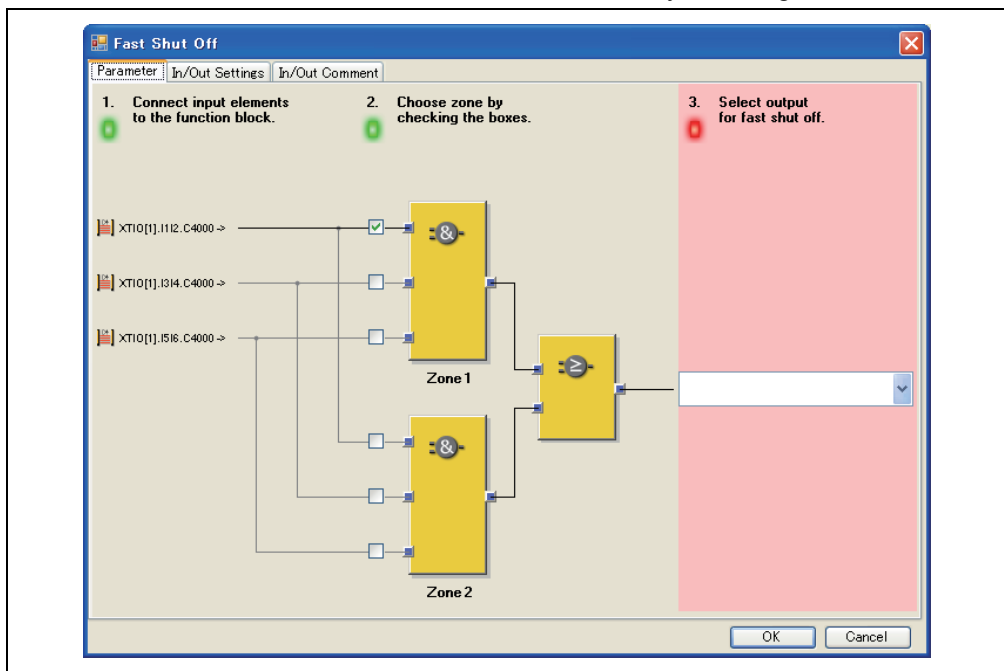 Fast Shut Off
Parameter In/Out Settings In/Out Comment
1. Connect input elements
to the function block.
2. Choose zone by
checking the boxes.
3. Select output
for fast shut off.
XTIO[1].I1I2.C4000 ->
XTIO[1].I3I4.C4000 ->
XTIO[1].I5I6.C4000 ->
&
Zone 1
≥
&
Zone 2
OK Cancel